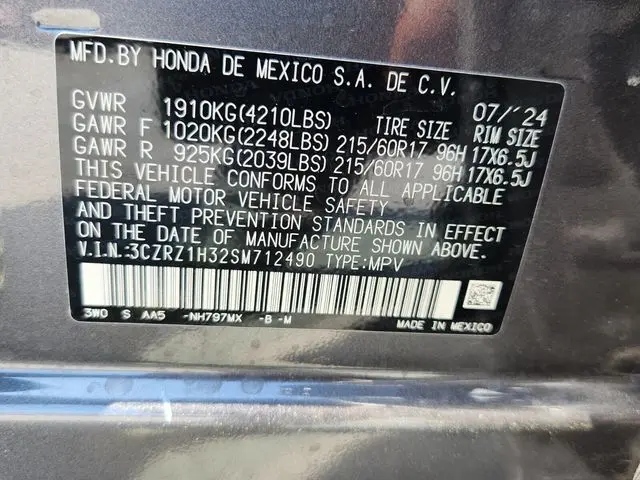 MFD.BY HONDA DE MEXICO S.A. DE C.V.
07/'24
GVWR 1910KG(4210LBS) TIRE SIZE RIM SIZE
GAWR F 1020KG(2248LBS) 215/60R17 96H 17X6.5J
GAWR R 925KG(2039LBS) 215/60R17 96H 17X6.5J
THIS VEHICLE CONFORMS TO ALL APPLICABLE
FEDERAL MOTOR VEHICLE SAFETY
AND THEFT PREVENTION STANDARDS IN EFFECT
ON THE DATE OF MANUFACTURE SHOWN ABOVE.
V.I.N.:3CZRZ1H32SM712490 TYPE:MPV
3W0 S AA5 -NH797MX -B -M MADE IN MEXICO